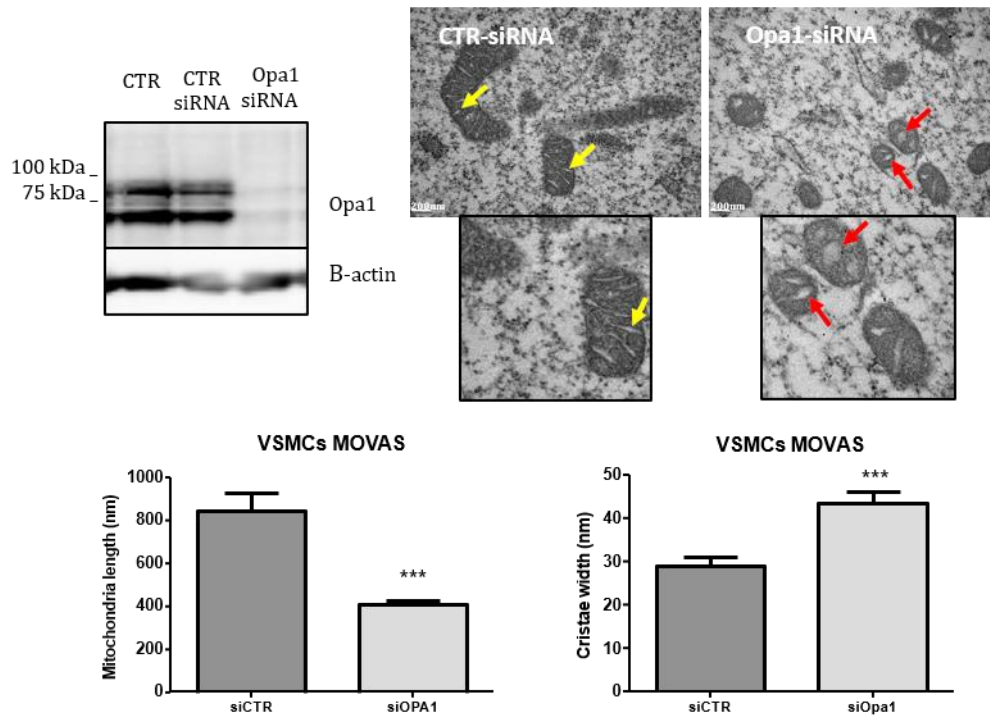 CTR
CTR
siRNA
Opa1
siRNA
100 kDa _
75 kDa _
Opa1
B-actin
CTR-siRNA
200nm
Opa1-siRNA
200nm
VSMCs MOVAS
Mitochondria length (nm)
1000
800
600
400
200
0
***
siCTR
siOPA1
VSMCs MOVAS
Cristae width (nm)
50
40
30
20
10
0
***
siCTR
siOpa1